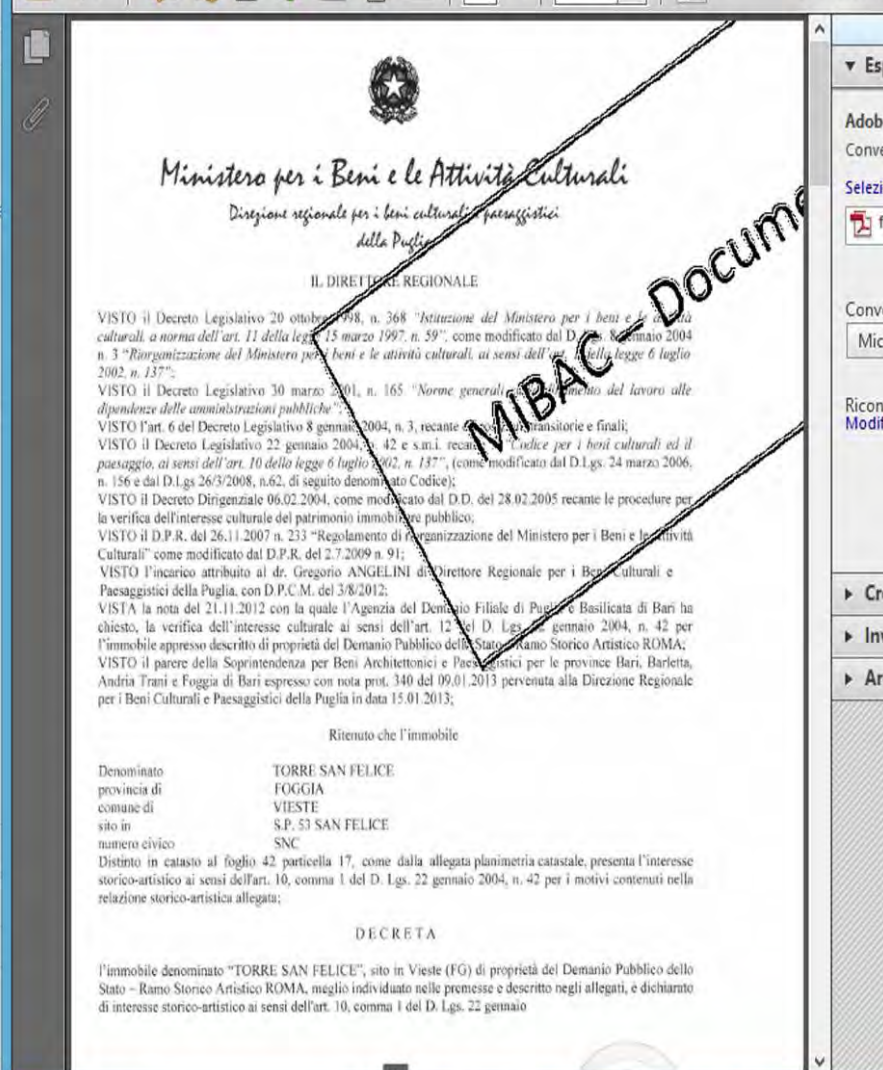 Ministero per i Beni e le Attività Culturali
Direzione regionale per i beni culturali e paesaggistici
della Puglia
IL DIRETTORE REGIONALE
VISTO il Decreto Legislativo 20 ottobre 1998, n. 368 "Istituzione del Ministero per i beni e le attività
culturali, a norma dell'art. 11 della legge 15 marzo 1997, n. 59", come modificato dal D. Lgs. 8 gennaio 2004
n. 3 "Riorganizzazione del Ministero per i beni e le attività culturali, ai sensi dell'art. 1 della legge 6 luglio
2002, n. 137";
VISTO il Decreto Legislativo 30 marzo 2001, n. 165 "Norme generali del lavoro alle
dipendenze delle amministrazioni pubbliche";
VISTO l'art. 6 del Decreto Legislativo 8 gennaio 2004, n. 3, recante transitorie e finali;
VISTO il Decreto Legislativo 22 gennaio 2004, n. 42 e s.m.i. recante "Codice per i beni culturali ed il
paesaggio, ai sensi dell'art. 10 della legge 6 luglio 2002, n. 137", (come modificato dal D.Lgs. 24 marzo 2006,
n. 156 e dal D.Lgs 26/3/2008, n.62, di seguito denominato Codice);
VISTO il Decreto Dirigenziale 06.02.2004, come modificato dal D.D. del 28.02.2005 recante le procedure per
la verifica dell'interesse culturale del patrimonio immobiliare pubblico;
VISTO il D.P.R. del 26.11.2007 n. 233 "Regolamento di riorganizzazione del Ministero per i Beni e le Attività
Culturali" come modificato dal D.P.R. del 2.7.2009 n. 91;
VISTO l'incarico attribuito al dr. Gregorio ANGELINI di Direttore Regionale per i Beni Culturali e
Paesaggistici della Puglia, con D.P.C.M. del 3/8/2012;
VISTA la nota del 21.11.2012 con la quale l'Agenzia del Demanio Filiale di Puglia e Basilicata di Bari ha
chiesto, la verifica dell'interesse culturale ai sensi dell'art. 12 del D. Lgs. 22 gennaio 2004, n. 42 per
l'immobile appresso descritto di proprietà del Demanio Pubblico dello Stato – Ramo Storico Artistico ROMA;
VISTO il parere della Soprintendenza per Beni Architettonici e Paesaggistici per le province Bari, Barletta,
Andria Trani e Foggia di Bari espresso con nota prot. 340 del 09.01.2013 pervenuta alla Direzione Regionale
per i Beni Culturali e Paesaggistici della Puglia in data 15.01.2013;
Ritenuto che l'immobile
Denominato TORRE SAN FELICE
provincia di FOGGIA
comune di VIESTE
sito in S.P. 53 SAN FELICE
numero civico SNC
Distinto in catasto al foglio 42 particella 17, come dalla allegata planimetria catastale, presenta l'interesse
storico-artistico ai sensi dell'art. 10, comma 1 del D. Lgs. 22 gennaio 2004, n. 42 per i motivi contenuti nella
relazione storico-artistica allegata;
DECRETA
l'immobile denominato "TORRE SAN FELICE", sito in Vieste (FG) di proprietà del Demanio Pubblico dello
Stato – Ramo Storico Artistico ROMA, meglio individuato nelle premesse e descritto negli allegati, è dichiarato
di interesse storico-artistico ai sensi dell'art. 10, comma 1 del D. Lgs. 22 gennaio
MIBAC – Docume
Es
Adob
Conve
Selezi
f
Conve
Mic
Ricon
Modif
Cr
Inv
Ar